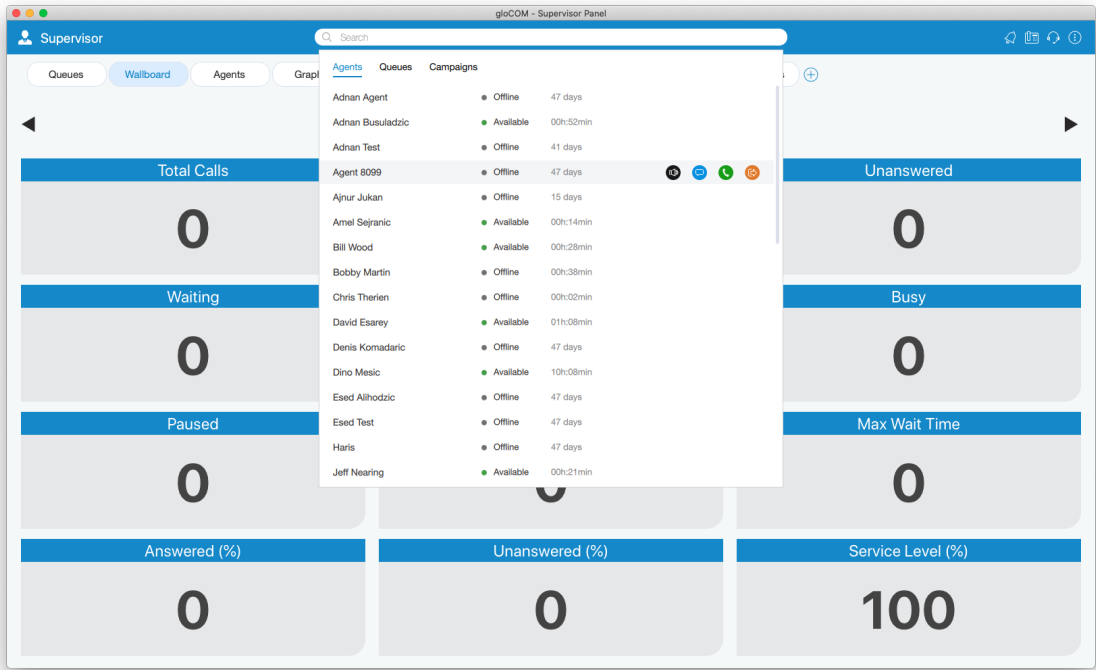 gloCOM - Supervisor Panel
Supervisor
Search
Queues Wallboard Agents
Agents Queues Campaigns
Adnan Agent Offline 47 days
Adnan Busuladzic Available 00h:52min
Adnan Test Offline 41 days
Agent 8099 Offline 47 days
Ajnur Jukan Offline 15 days
Amel Sejranic Available 00h:14min
Bill Wood Available 00h:28min
Bobby Martin Offline 00h:38min
Chris Therien Offline 00h:02min
David Esarey Available 01h:08min
Denis Komadaric Offline 47 days
Dino Mesic Available 10h:08min
Esed Alihodzic Offline 47 days
Esed Test Offline 47 days
Haris Offline 47 days
Jeff Nearing Available 00h:21min
Total Calls Unanswered
0 0
Waiting Busy
0 0
Paused Max Wait Time
0 0
Answered (%) Unanswered (%) Service Level (%)
0 0 100